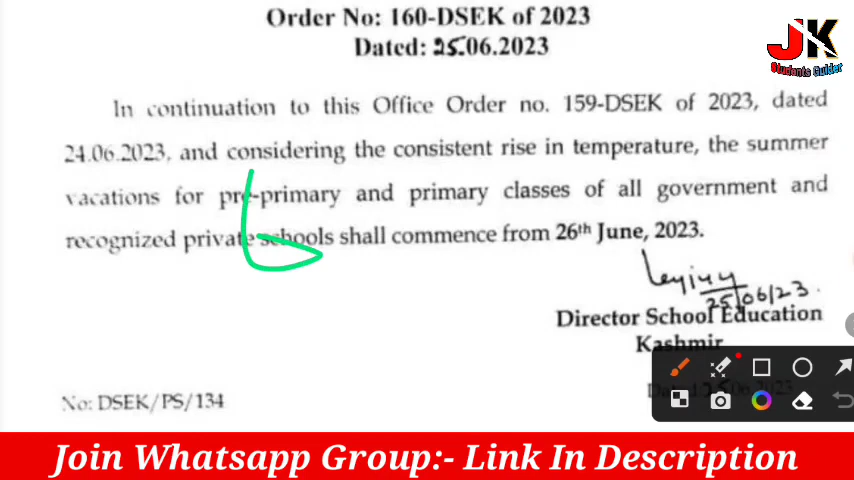 Order No: 160-DSEK of 2023
Dated: 25.06.2023
JK
Students Guider
In continuation to this Office Order no. 159-DSEK of 2023, dated
24.06.2023, and considering the consistent rise in temperature, the summer
vacations for pre-primary and primary classes of all government and
recognized private schools shall commence from 26th June, 2023.
25/06/23.
Director School Education
Kashmir
No: DSEK/PS/134
Join Whatsapp Group:- Link In Description